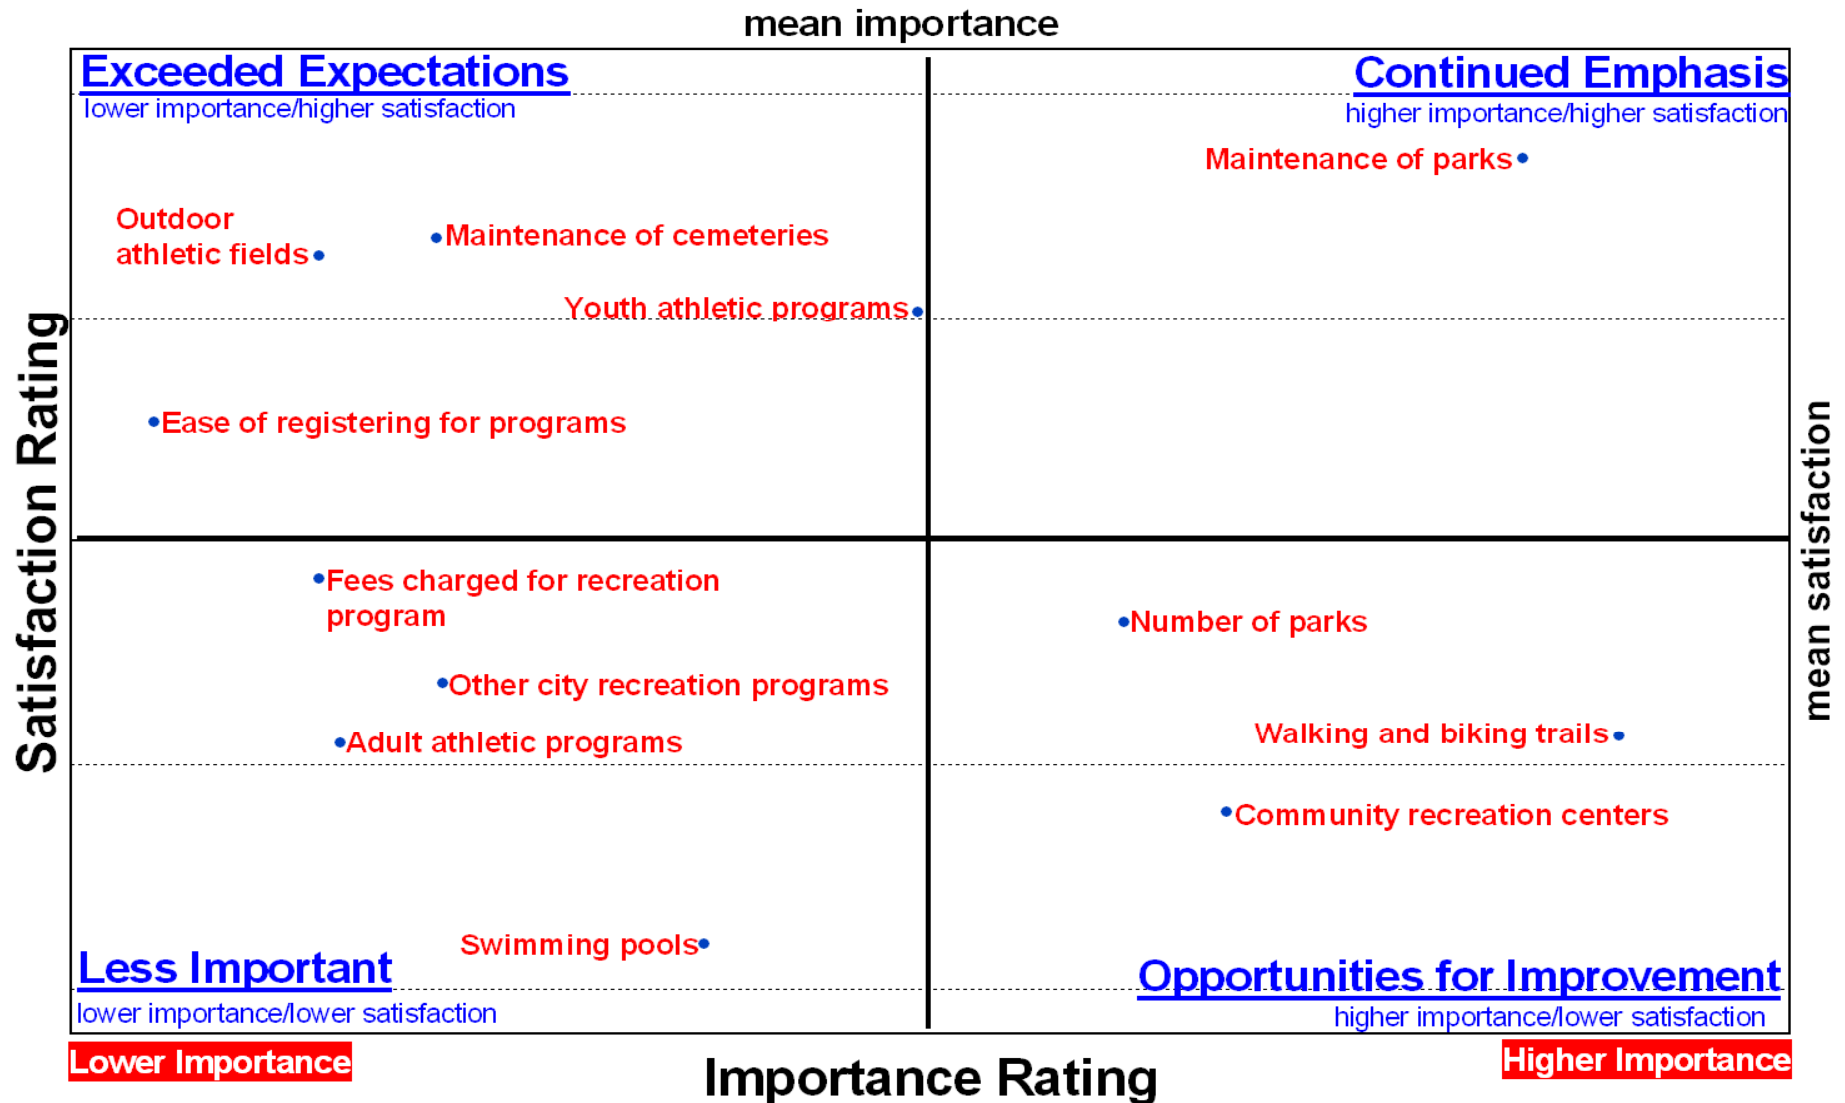 mean importance
Exceeded Expectations
lower importance/higher satisfaction
Continued Emphasis
higher importance/higher satisfaction
Maintenance of parks
Outdoor
athletic fields
Maintenance of cemeteries
Youth athletic programs
Ease of registering for programs
Satisfaction Rating
mean satisfaction
Fees charged for recreation
program
Number of parks
Other city recreation programs
Walking and biking trails
Adult athletic programs
Community recreation centers
Swimming pools
Less Important
lower importance/lower satisfaction
Opportunities for Improvement
higher importance/lower satisfaction
Lower Importance
Importance Rating
Higher Importance